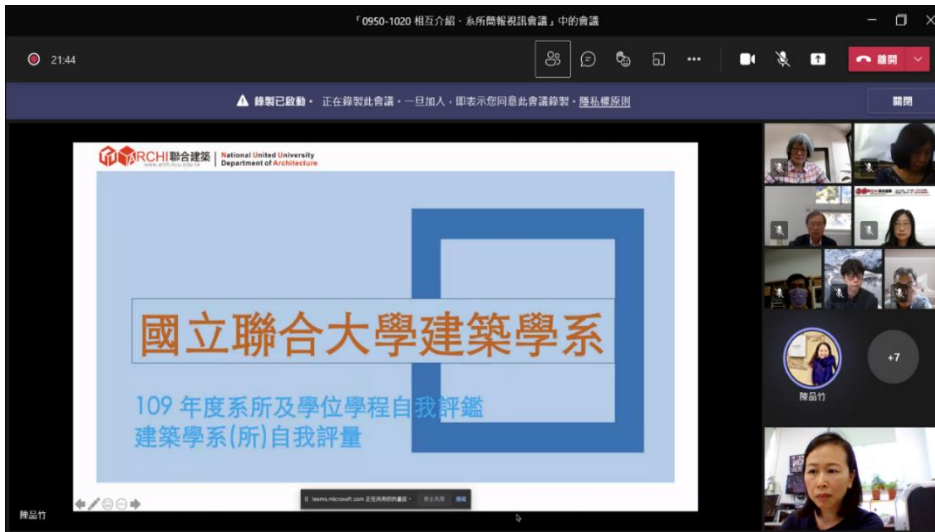 「0950-1020 相互介紹、系所簡報視訊會議」中的會議
21:44
離開
錄製已啟動。 正在錄製此會議。一旦加入,即表示您同意此會議錄製。隱私權原則
關閉
ARCHI聯合建築
National United University
Department of Architecture
國立聯合大學建築學系
109 年度系所及學位學程自我評鑑
建築學系(所)自我評量
+7
陳品竹
陳品竹